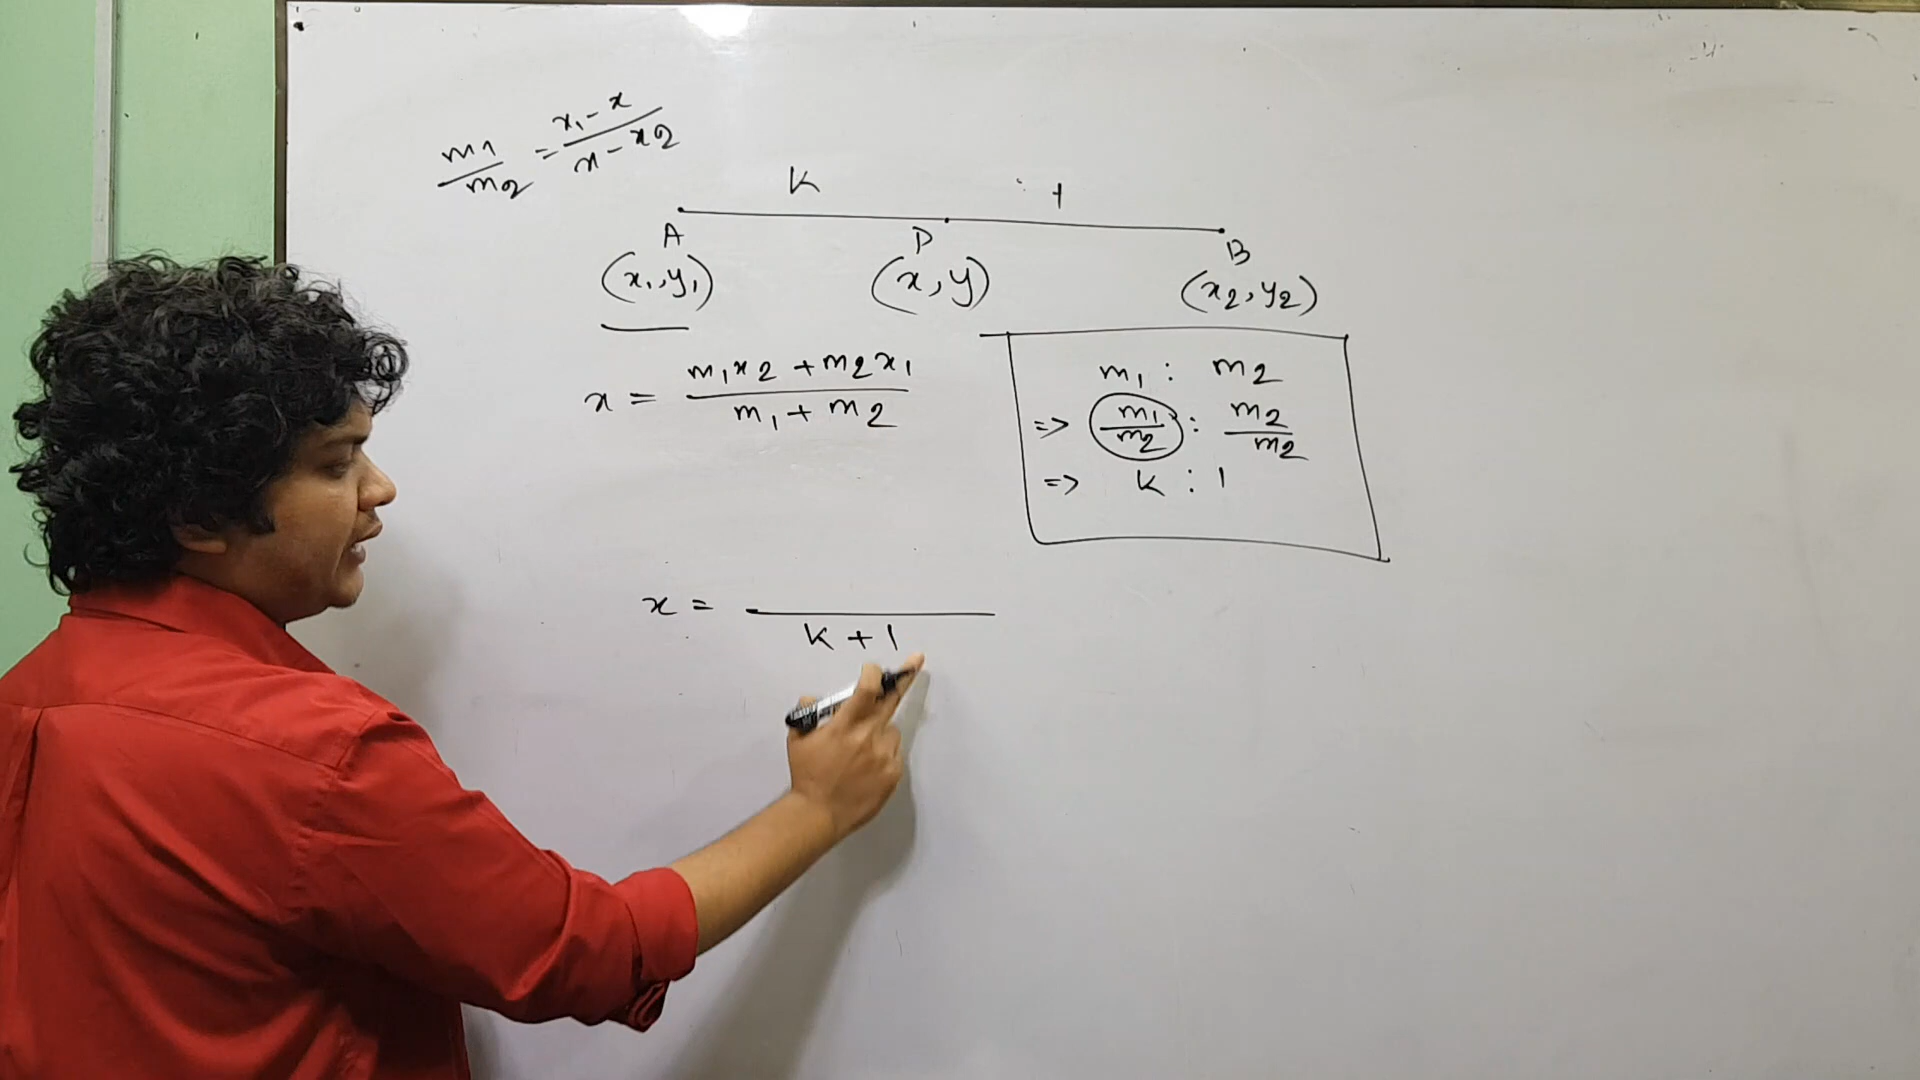 m1/m2 = x₁ - x/x - x2
K 1
A P B
(x₁, y₁) (x, y) (x2, y2)
x = m₁x2 + m2x₁/m₁ + m2
m₁ : m2
=> m₁/m2 : m2/m2
=> k : 1
x = /k + 1